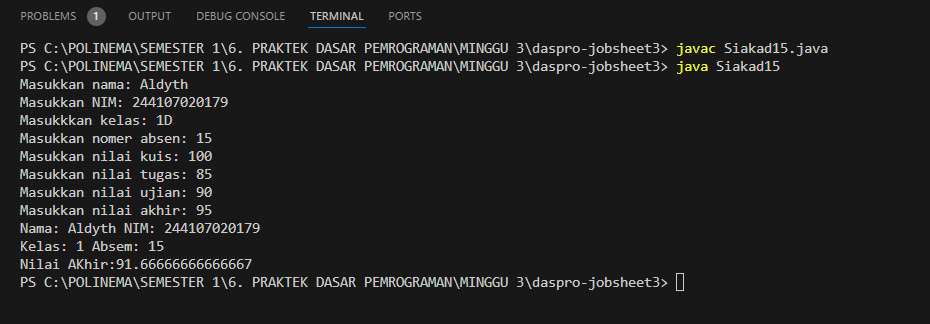 PROBLEMS 1 OUTPUT DEBUG CONSOLE TERMINAL PORTS
PS C:\POLINEMA\SEMESTER 1\6. PRAKTEK DASAR PEMROGRAMAN\MINGGU 3\daspro-jobsheet3> javac Siakad15.java
PS C:\POLINEMA\SEMESTER 1\6. PRAKTEK DASAR PEMROGRAMAN\MINGGU 3\daspro-jobsheet3> java Siakad15
Masukkan nama: Aldyth
Masukkan NIM: 244107020179
Masukkkan kelas: 1D
Masukkan nomer absen: 15
Masukkan nilai kuis: 100
Masukkan nilai tugas: 85
Masukkan nilai ujian: 90
Masukkan nilai akhir: 95
Nama: Aldyth NIM: 244107020179
Kelas: 1 Absem: 15
Nilai AKhir:91.66666666666667
PS C:\POLINEMA\SEMESTER 1\6. PRAKTEK DASAR PEMROGRAMAN\MINGGU 3\daspro-jobsheet3>